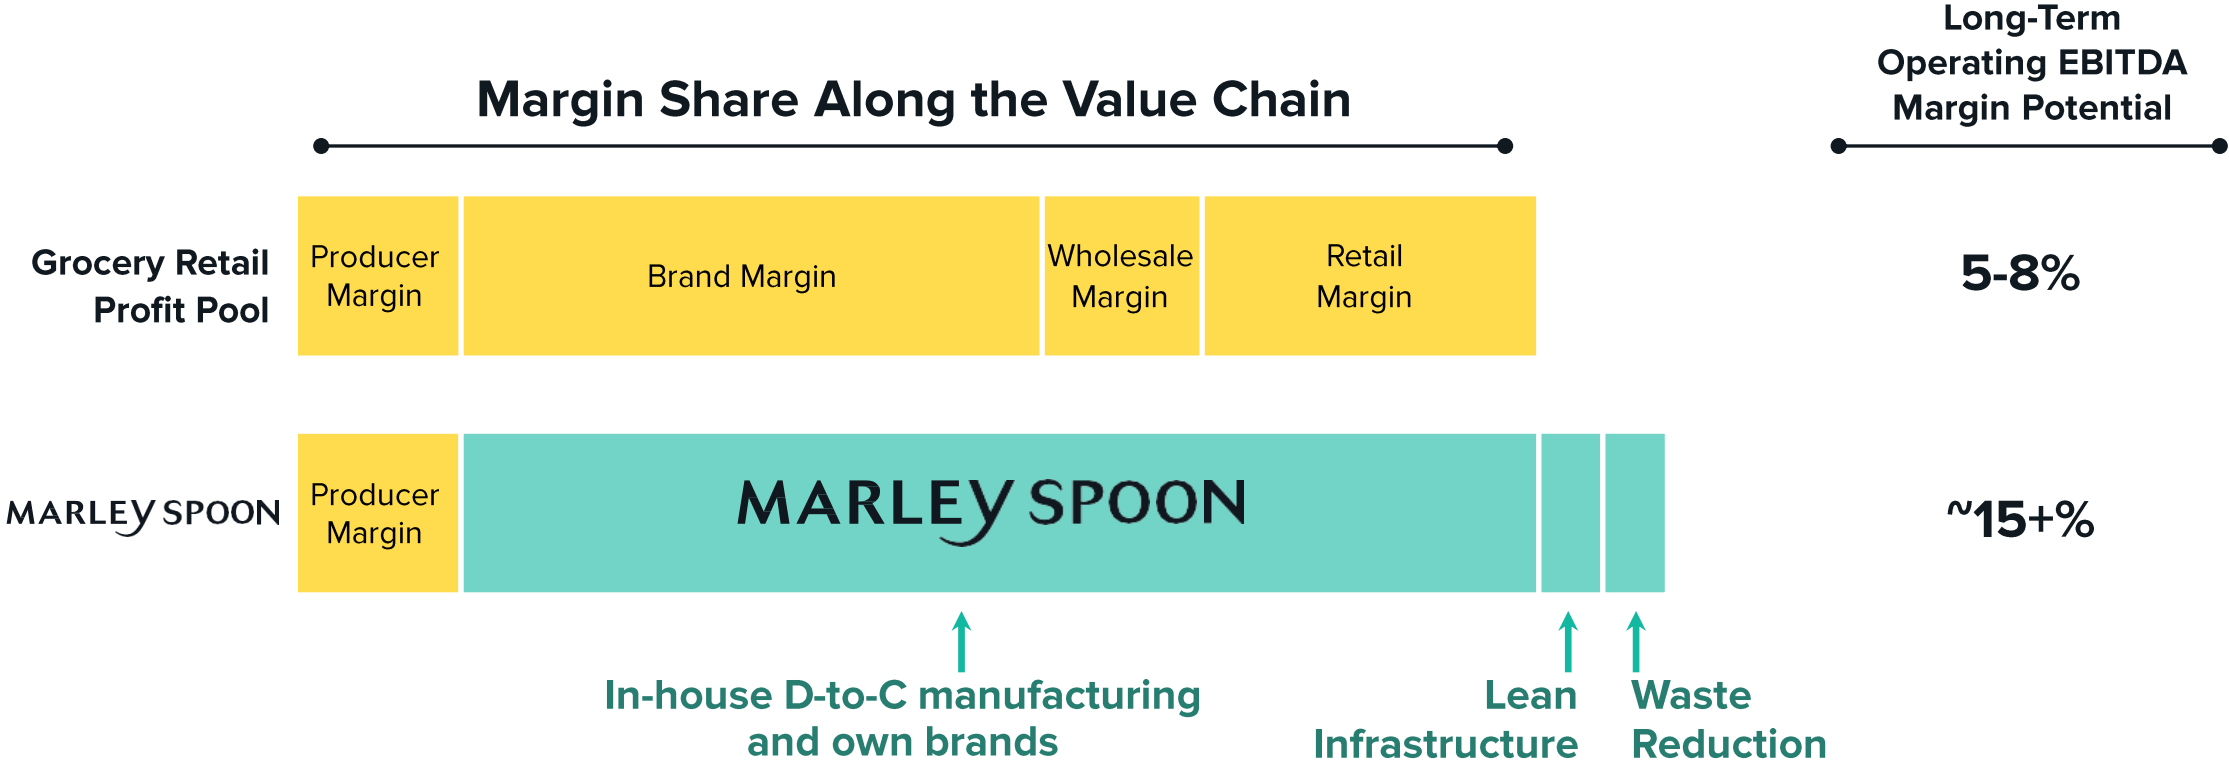 Long-Term
Operating EBITDA
Margin Potential
Margin Share Along the Value Chain
Grocery Retail
Profit Pool
Producer
Margin
Brand Margin
Wholesale
Margin
Retail
Margin
5-8%
MARLEY SPOON
Producer
Margin
MARLEY SPOON
~15+%
In-house D-to-C manufacturing
and own brands
Lean
Infrastructure
Waste
Reduction